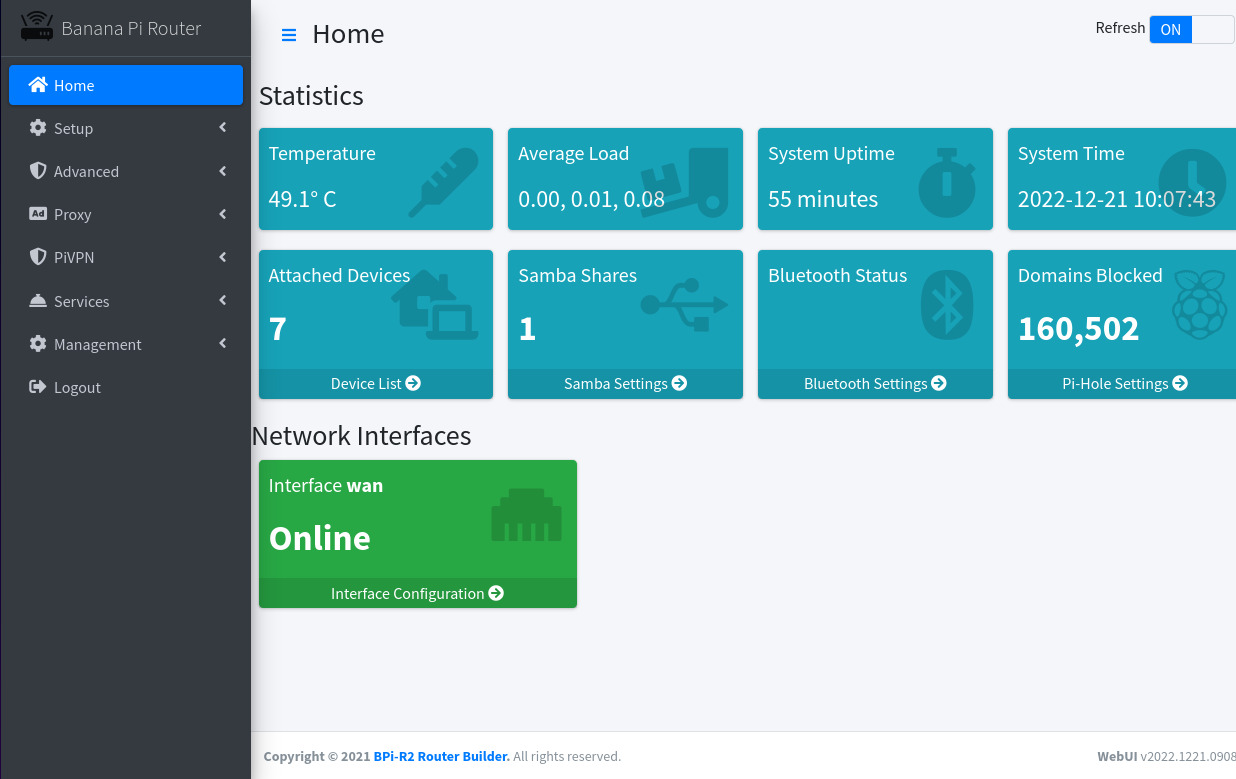 Banana Pi Router
Home
Setup
Advanced
Ad Proxy
PiVPN
Services
Management
Logout
Home
Refresh ON
Statistics
Temperature
49.1° C
Average Load
0.00, 0.01, 0.08
System Uptime
55 minutes
System Time
2022-12-21 10:07:43
Attached Devices
7
Device List
Samba Shares
1
Samba Settings
Bluetooth Status
Bluetooth Settings
Domains Blocked
160,502
Pi-Hole Settings
Network Interfaces
Interface wan
Online
Interface Configuration
Copyright © 2021 BPi-R2 Router Builder. All rights reserved.
WebUI v2022.1221.0908